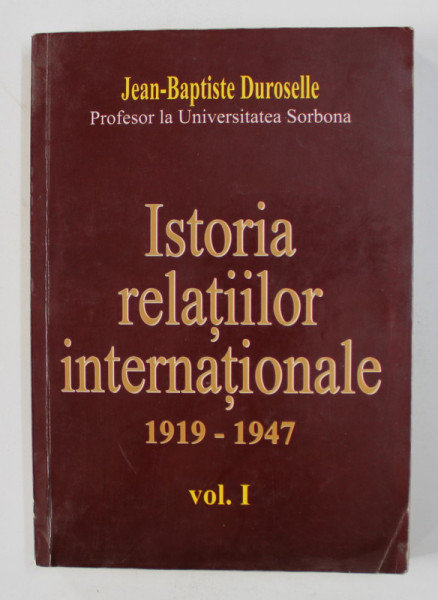 Jean-Baptiste Duroselle
Profesor la Universitatea Sorbona
Istoria
relațiilor
internaționale
1919 - 1947
vol. I